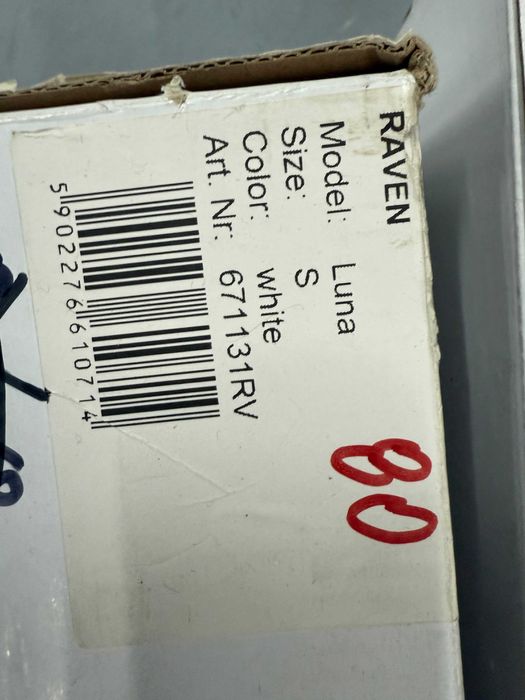 RAVEN
Model: Luna
Size: S
Color: white
Art. Nr: 671131RV
5902276610714
80